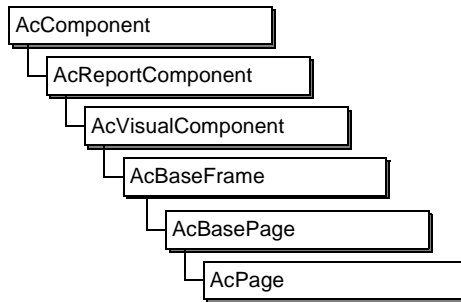 AcComponent
AcReportComponent
AcVisualComponent
AcBaseFrame
AcBasePage
AcPage